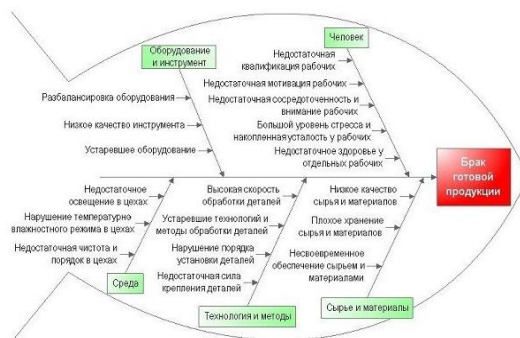 Оборудование
и инструмент
Человек
Недостаточная
квалификация рабочих
Недостаточная мотивация рабочих
Недостаточная сосредоточенность и
внимание рабочих
Большой уровень стресса и
накопленная усталость у рабочих
Недостаточное здоровье у
отдельных рабочих
Разбалансировка оборудования
Низкое качество инструмента
Устаревшее оборудование
Брак
готовой
продукции
Недостаточное
освещение в цехах
Нарушение температурно
влажностного режима в цехах
Недостаточная чистота и
порядок в цехах
Среда
Высокая скорость
обработки деталей
Устаревшие технологий и
методы обработки деталей
Нарушение порядка
установки деталей
Недостаточная сила
крепления деталей
Технология и методы
Низкое качество
сырья и материалов
Плохое хранение
сырья и материалов
Несвоевременное
обеспечение сырьем и
материалами
Сырье и материалы